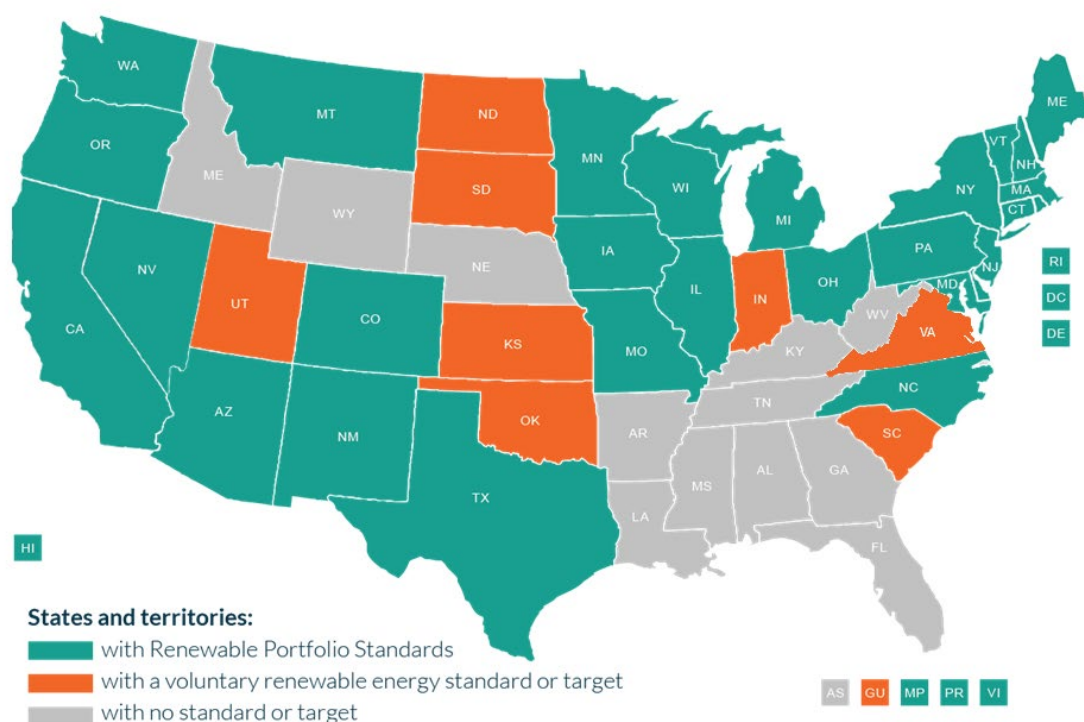 WA
MT
ND
MN
ME
OR
VT
NH
ME
SD
WI
NY
MA
WY
MI
CT
IA
PA
NE
NV
OH
NJ
RI
IL
IN
MD
UT
DC
CO
WV
CA
VA
DE
KS
MO
KY
NC
AZ
TN
OK
NM
AR
SC
MS
AL
GA
TX
LA
HI
FL
States and territories:
with Renewable Portfolio Standards
with a voluntary renewable energy standard or target
with no standard or target
AS GU MP PR VI